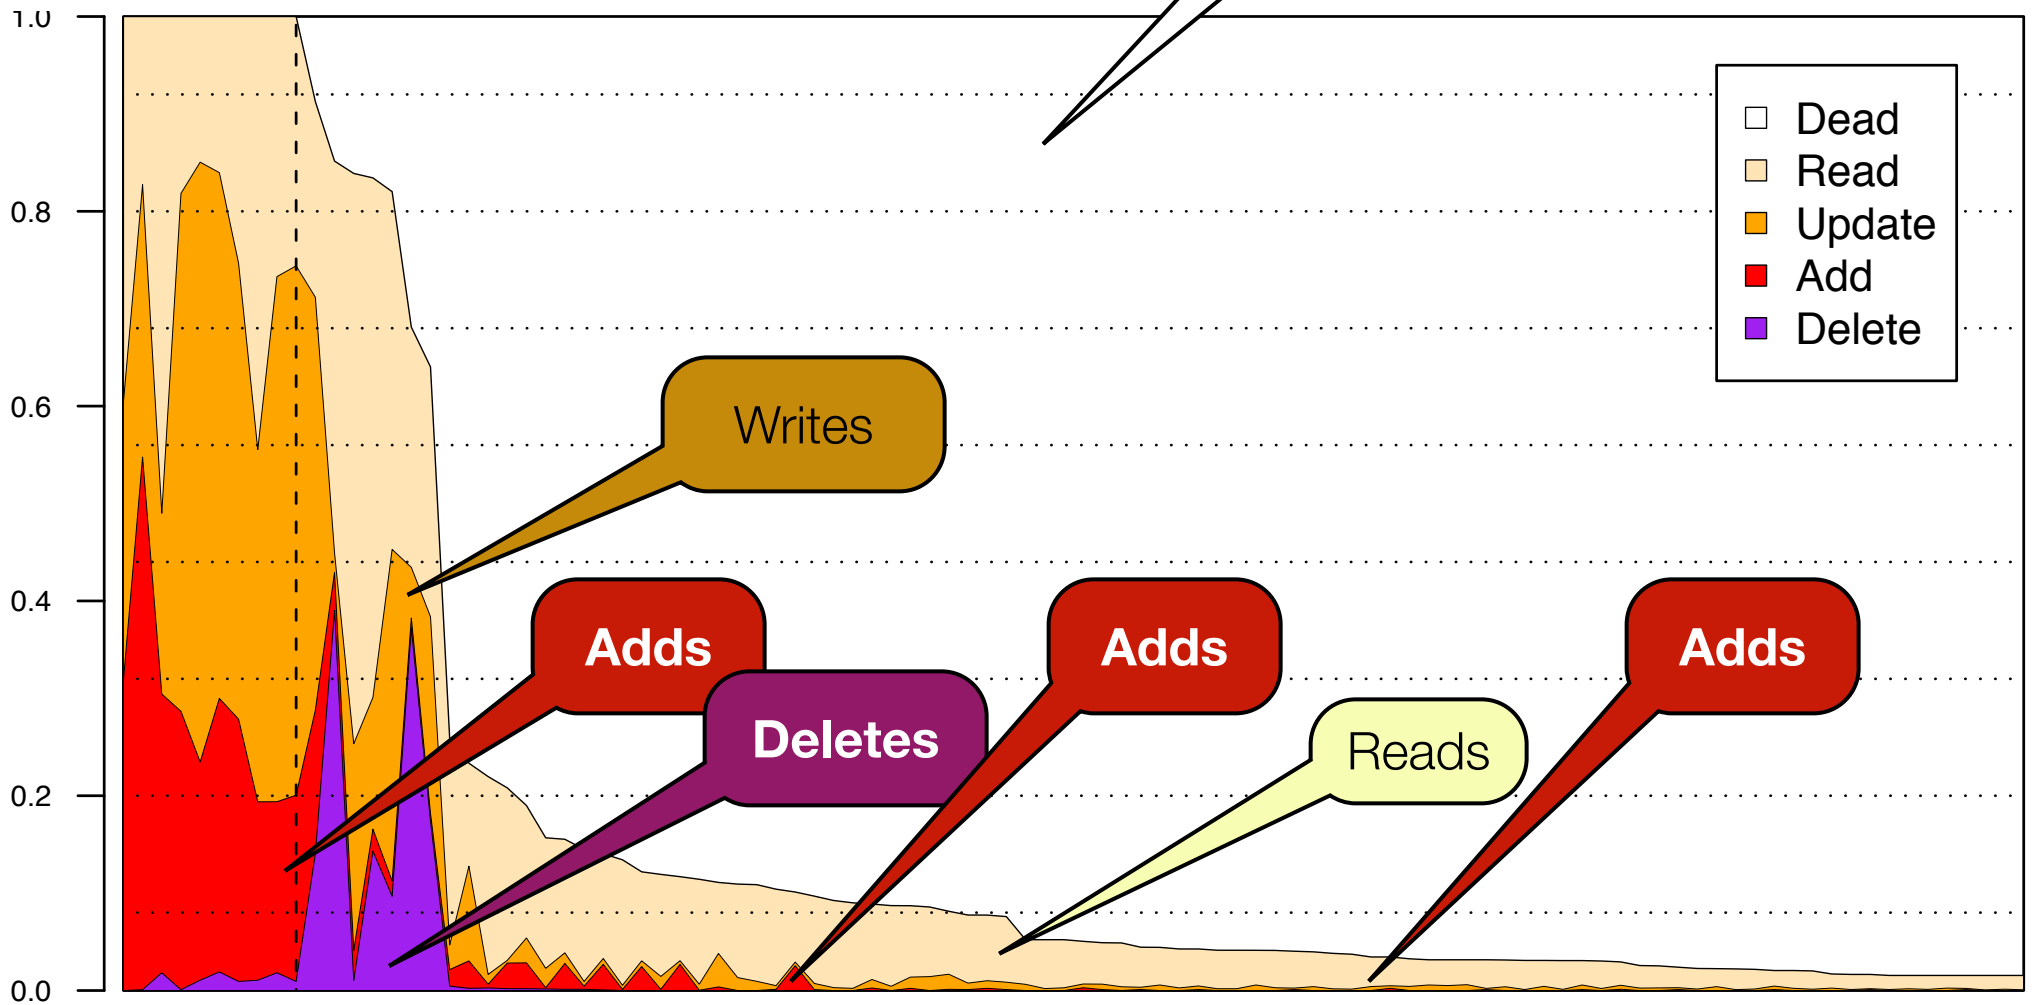 1.0
0.8
0.6
0.4
0.2
0.0
Dead
Read
Update
Add
Delete
Writes
Adds
Adds
Adds
Deletes
Reads